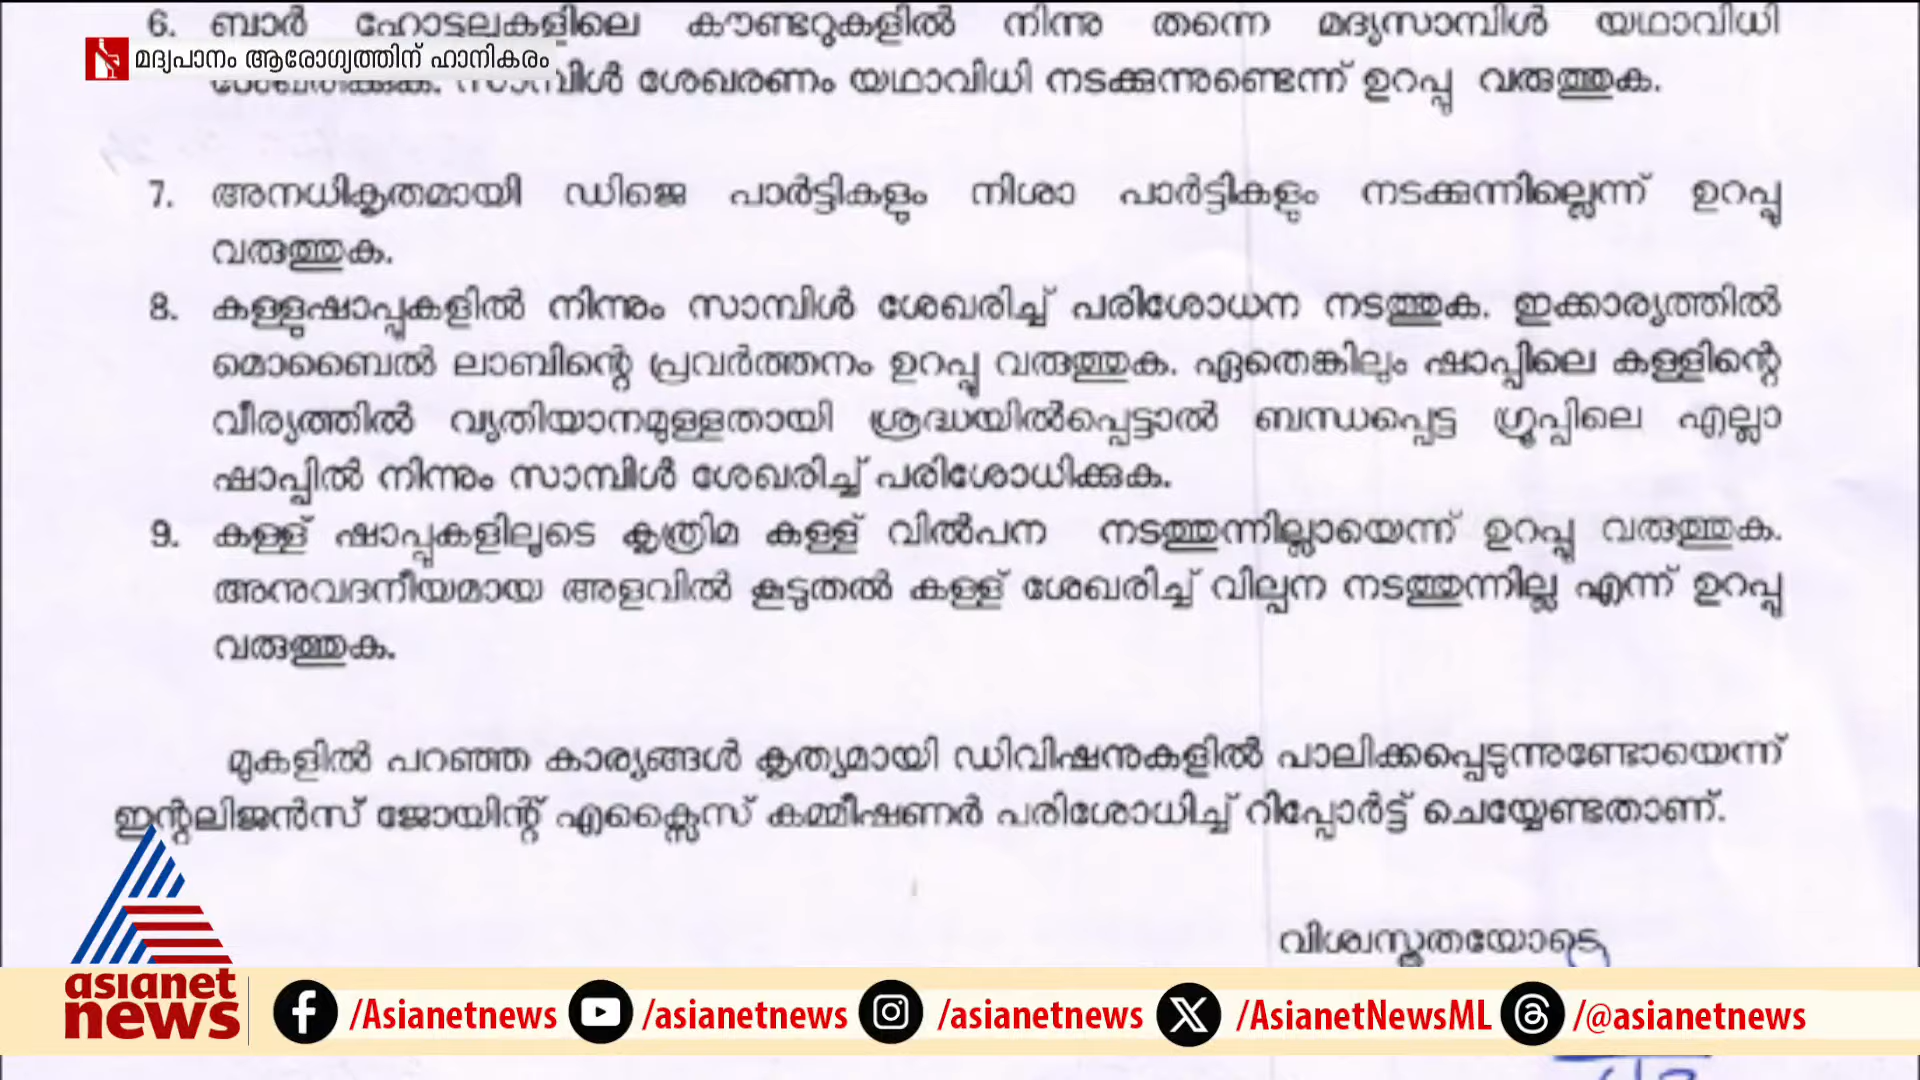 6. ബാർ ഹോട്ടലുകളിലെ കൗണ്ടറുകളിൽ നിന്നു തന്നെ മദ്യസാമ്പിൾ യഥാവിധി
മദ്യപാനം ആരോഗ്യത്തിന് ഹാനികരം
ശേഖരിക്കുക. സാമ്പിൾ ശേഖരണം യഥാവിധി നടക്കുന്നുണ്ടെന്ന് ഉറപ്പു വരുത്തുക.
7. അനധികൃതമായി ഡിജെ പാർട്ടികളും നിശാ പാർട്ടികളും നടക്കുന്നില്ലെന്ന് ഉറപ്പു
വരുത്തുക.
8. കള്ളുഷാപ്പുകളിൽ നിന്നും സാമ്പിൾ ശേഖരിച്ച് പരിശോധന നടത്തുക. ഇക്കാര്യത്തിൽ
മൊബൈൽ ലാബിന്റെ പ്രവർത്തനം ഉറപ്പു വരുത്തുക. ഏതെങ്കിലും ഷാപ്പിലെ കള്ളിന്റെ
വീര്യത്തിൽ വ്യതിയാനമുള്ളതായി ശ്രദ്ധയിൽപ്പെട്ടാൽ ബന്ധപ്പെട്ട ഗ്രൂപ്പിലെ എല്ലാ
ഷാപ്പിൽ നിന്നും സാമ്പിൾ ശേഖരിച്ച് പരിശോധിക്കുക.
9. കള്ള് ഷാപ്പുകളിലൂടെ കൃത്രിമ കള്ള് വിൽപന നടത്തുന്നില്ലായെന്ന് ഉറപ്പു വരുത്തുക.
അനുവദനീയമായ അളവിൽ കൂടുതൽ കള്ള് ശേഖരിച്ച് വില്പന നടത്തുന്നില്ല എന്ന് ഉറപ്പു
വരുത്തുക.
മുകളിൽ പറഞ്ഞ കാര്യങ്ങൾ കൃത്യമായി ഡിവിഷനുകളിൽ പാലിക്കപ്പെടുന്നുണ്ടോയെന്ന്
ഇന്റലിജൻസ് ജോയിന്റ് എക്സൈസ് കമ്മീഷണർ പരിശോധിച്ച് റിപ്പോർട്ട് ചെയ്യേണ്ടതാണ്.
വിശ്വസ്തതയോടെ
asianet
news
/Asianetnews /asianetnews /asianetnews /AsianetNewsML /@asianetnews